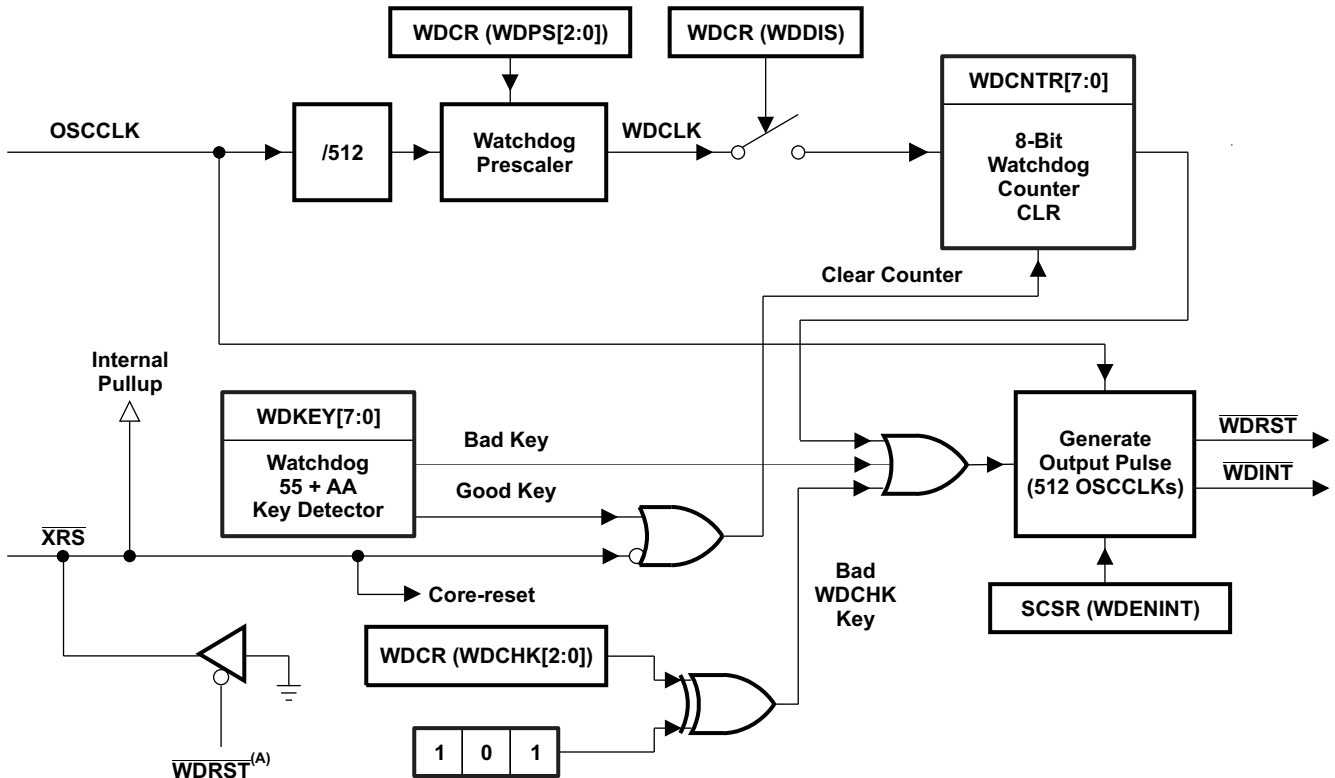 WDCR (WDPS[2:0])
WDCR (WDDIS)
WDCNTR[7:0]
OSCCLK
/512
Watchdog
Prescaler
WDCLK
8-Bit
Watchdog
Counter
CLR
Clear Counter
Internal
Pullup
WDKEY[7:0]
Watchdog
55 + AA
Key Detector
Bad Key
Good Key
Generate
Output Pulse
(512 OSCCLKs)
WDRST
WDINT
XRS
Core-reset
Bad
WDCHK
Key
SCSR (WDENINT)
WDCR (WDCHK[2:0])
1 0 1
WDRST(A)